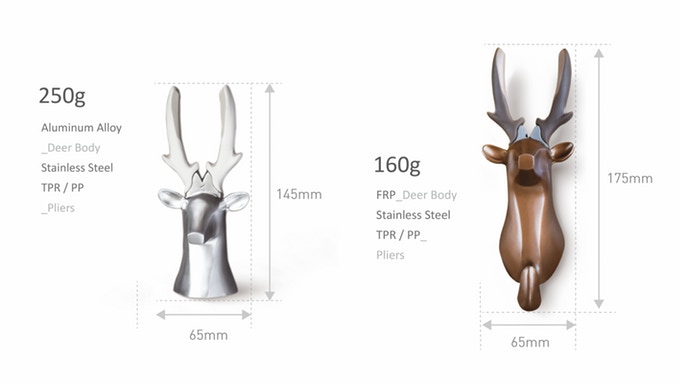 250g
Aluminum Alloy
_Deer Body
Stainless Steel
TPR / PP
_Pliers
145mm
65mm
160g
FRP_Deer Body
Stainless Steel
TPR / PP_
Pliers
175mm
65mm